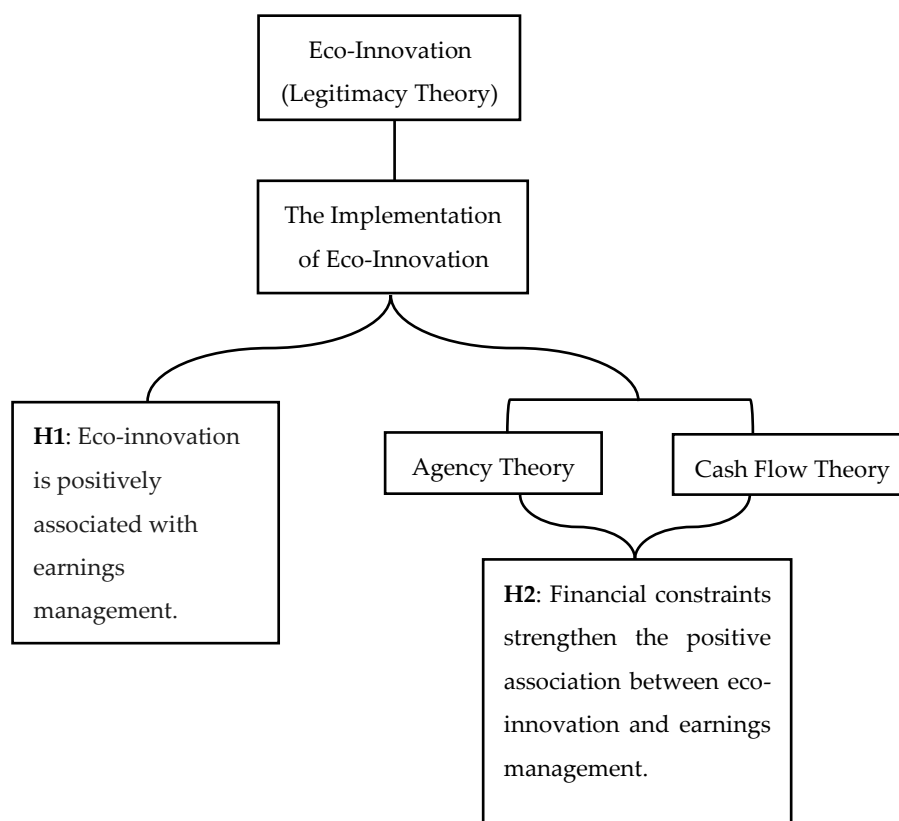 Eco-Innovation
(Legitimacy Theory)
The Implementation
of Eco-Innovation
H1: Eco-innovation
is positively
associated with
earnings
management.
Agency Theory
Cash Flow Theory
H2: Financial constraints
strengthen the positive
association between eco-
innovation and earnings
management.